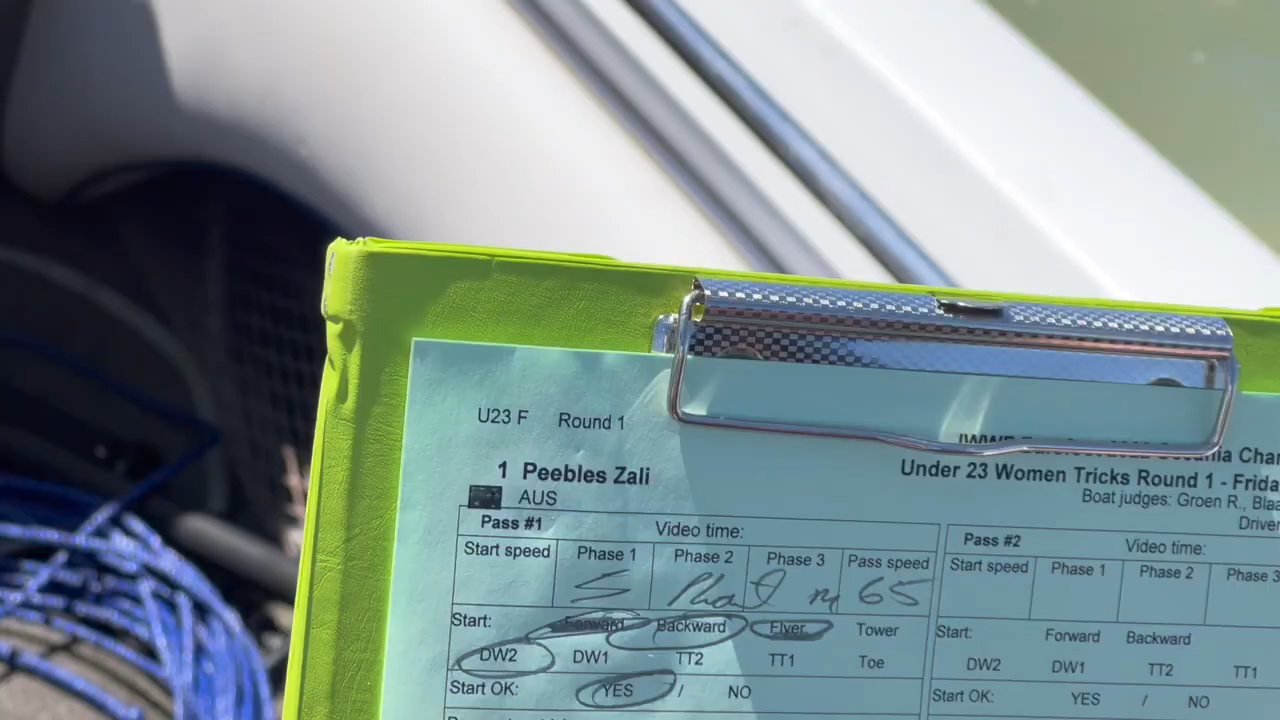 U23 F Round 1
1 Peebles Zali
AUS
Pass #1 Video time:
Start speed Phase 1 Phase 2 Phase 3 Pass speed
65
Start: Forward Backward Flyer Tower
DW2 DW1 TT2 TT1 Toe
Start OK: YES / NO
Under 23 Women Tricks Round 1 - Frida
Boat judges: Groen R., Blaa
Driver
Pass #2 Video time:
Start speed Phase 1 Phase 2 Phase 3
Start: Forward Backward
DW2 DW1 TT2 TT1
Start OK: YES / NO